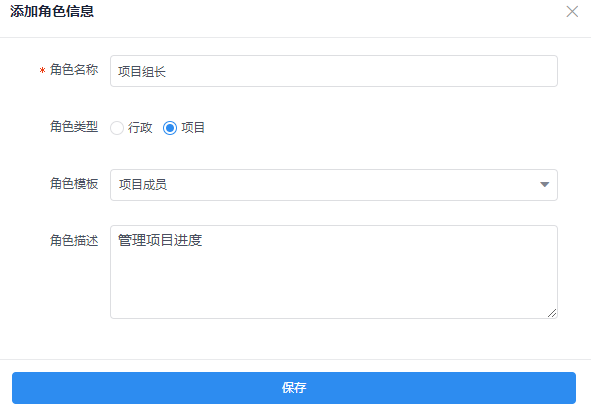 添加角色信息
* 角色名称 项目组长
角色类型 行政 项目
角色模板 项目成员
角色描述 管理项目进度
保存